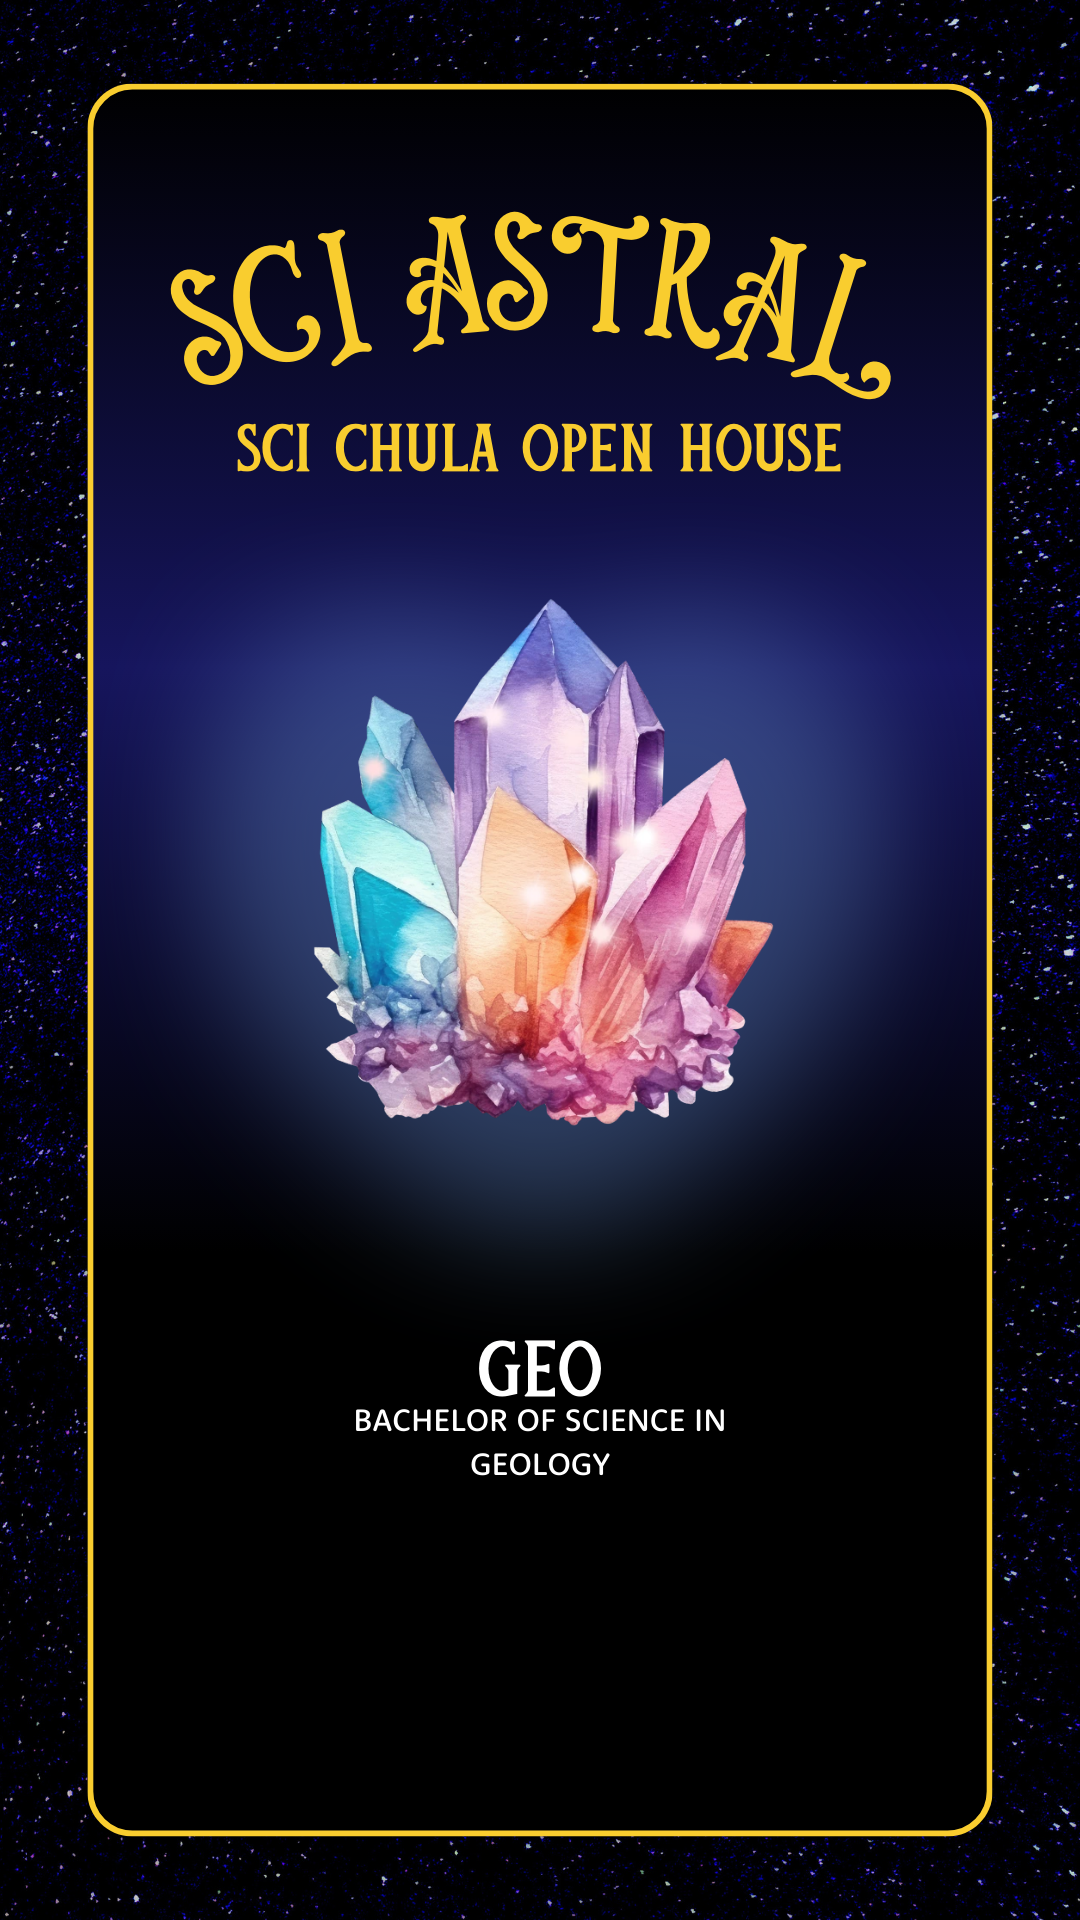 SCI ASTRAL
SCI CHULA OPEN HOUSE
GEO
BACHELOR OF SCIENCE IN
GEOLOGY